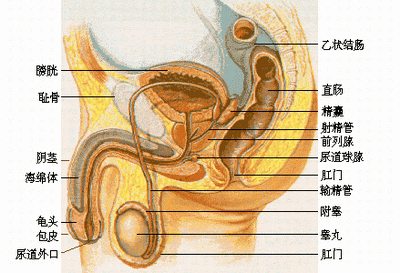 膀胱
耻骨
阴茎
海绵体
龟头
包皮
尿道外口
乙状结肠
直肠
精囊
射精管
前列腺
尿道球腺
肛门
输精管
附睾
睾丸
肛门